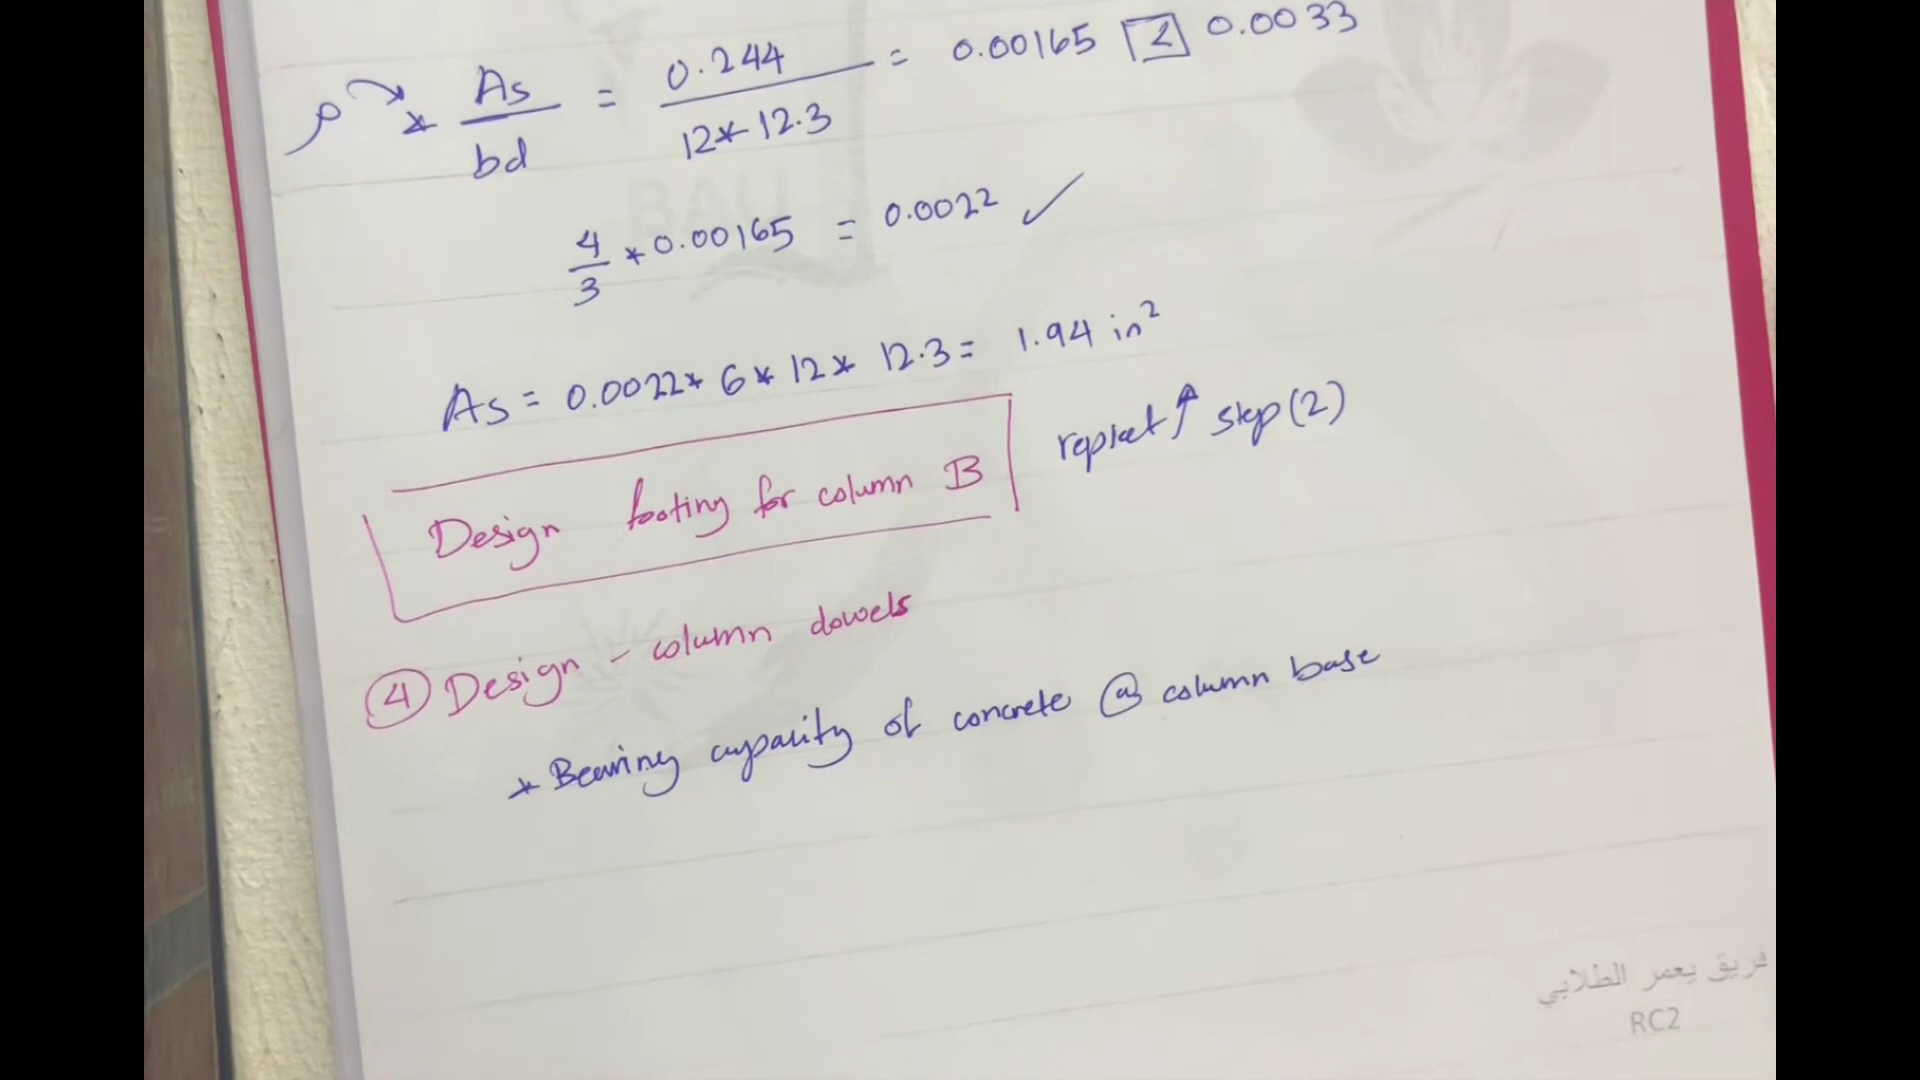 ρ * As/bd = 0.244/12*12.3 = 0.00165 < 0.0033
4/3 * 0.00165 = 0.0022 ✓
As = 0.0022* 6* 12* 12.3 = 1.94 in²
Design footing for column B
repeat ↑ step (2)
④ Design - column dowels
* Bearing capacity of concrete @ column base
BAU
فريق يعمر الطلابي
RC2